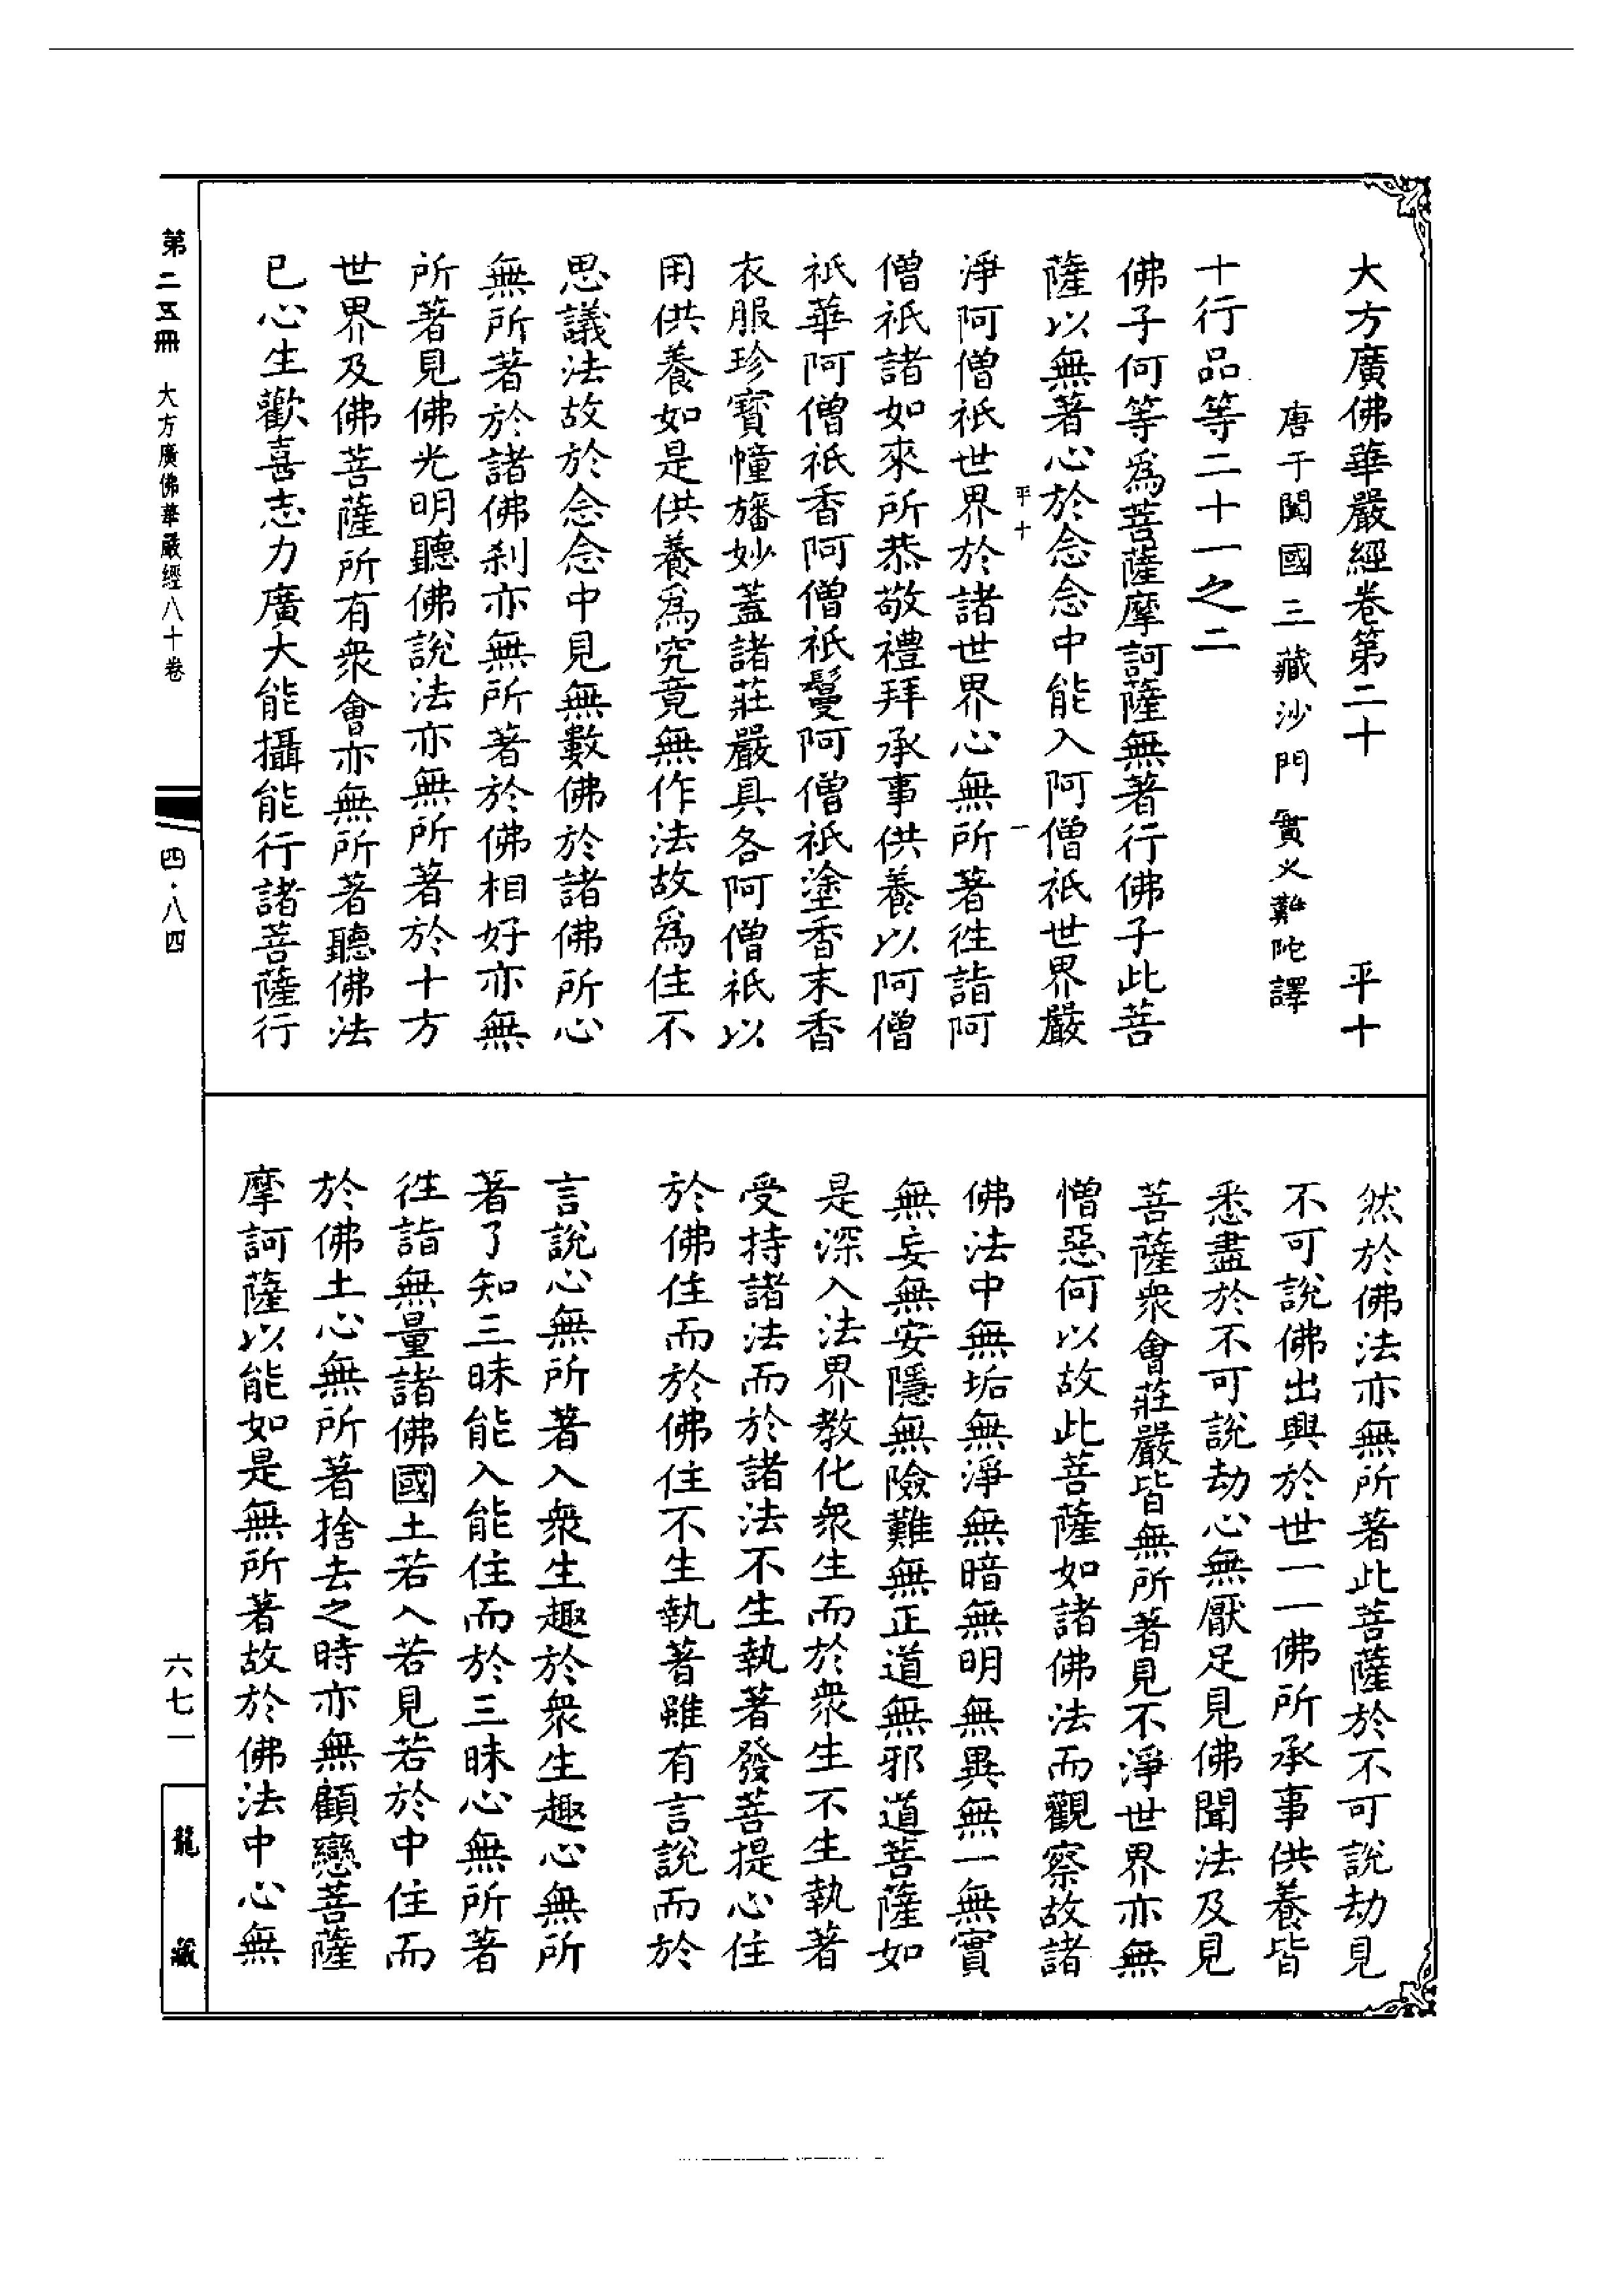 大方廣佛華嚴經卷第二十 平十
唐于闐國三藏沙門實叉難陀譯
十行品等二十一之二
佛子何等爲菩薩摩訶薩無著行佛子此菩
薩以無著心於念念中能入阿僧祇世界嚴
平十 一
淨阿僧祇世界於諸世界心無所著往詣阿
僧祇諸如來所恭敬禮拜承事供養以阿僧
祇華阿僧祇香阿僧祇鬘阿僧祇塗香末香
衣服珍寶幢旛妙蓋諸莊嚴具各阿僧祇以
用供養如是供養爲究竟無作法故爲住不
思議法故於念念中見無數佛於諸佛所心
無所著於諸佛刹亦無所著於佛相好亦無
所著見佛光明聽佛說法亦無所著於十方
世界及佛菩薩所有衆會亦無所著聽佛法
已心生歡喜志力廣大能攝能行諸菩薩行
然於佛法亦無所著此菩薩於不可說劫見
不可說佛出興於世一一佛所承事供養皆
悉盡於不可說劫心無厭足見佛聞法及見
菩薩衆會莊嚴皆無所著見不淨世界亦無
憎惡何以故此菩薩如諸佛法而觀察故諸
佛法中無垢無淨無暗無明無異無一無實
無妄無安隱無險難無正道無邪道菩薩如
是深入法界教化衆生而於衆生不生執著
受持諸法而於諸法不生執著發菩提心住
於佛住而於佛住不生執著雖有言說而於
言說心無所著入衆生趣於衆生趣心無所
著了知三昧能入能住而於三昧心無所著
往詣無量諸佛國土若入若見若於中住而
於佛土心無所著捨去之時亦無顧戀菩薩
摩訶薩以能如是無所著故於佛法中心無
第二五冊 大方廣佛華嚴經八十卷
四·八四
六七一
龍藏